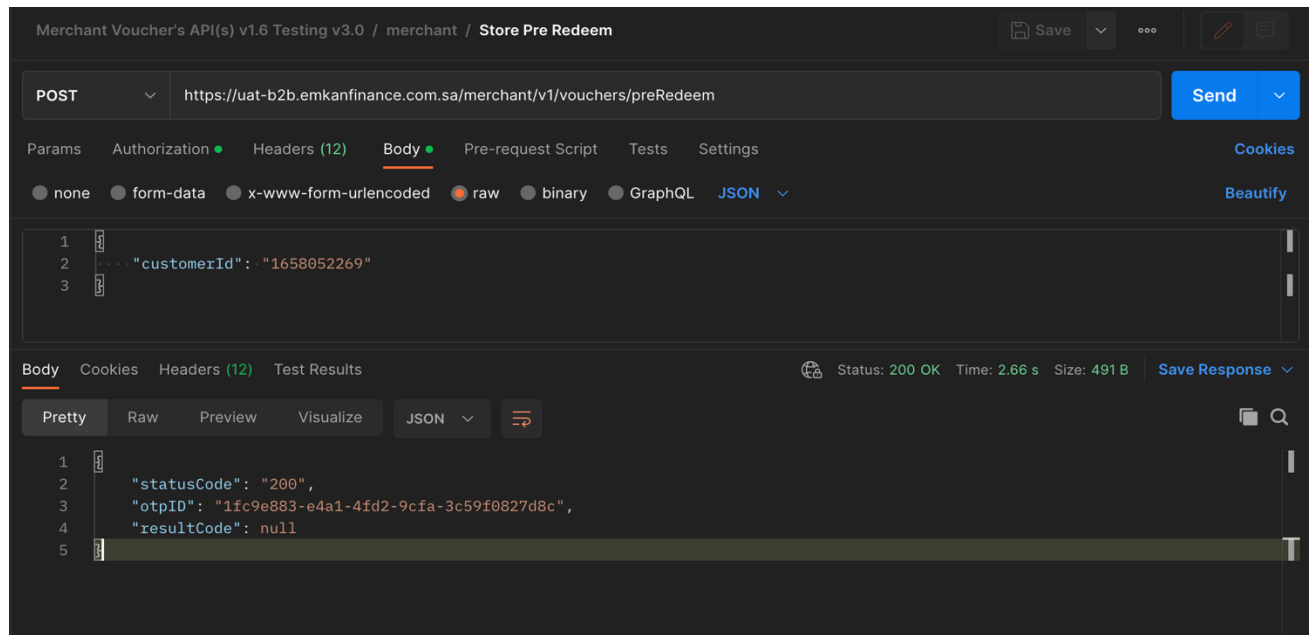 Merchant Voucher's API(s) v1.6 Testing v3.0 / merchant / Store Pre Redeem
Save
POST https://uat-b2b.emkanfinance.com.sa/merchant/v1/vouchers/preRedeem Send
Params Authorization Headers (12) Body Pre-request Script Tests Settings Cookies
none form-data x-www-form-urlencoded raw binary GraphQL JSON Beautify
1 {
2 "customerId": "1658052269"
3 }
Body Cookies Headers (12) Test Results Status: 200 OK Time: 2.66 s Size: 491 B Save Response
Pretty Raw Preview Visualize JSON
1 {
2 "statusCode": "200",
3 "otpID": "1fc9e883-e4a1-4fd2-9cfa-3c59f0827d8c",
4 "resultCode": null
5 }